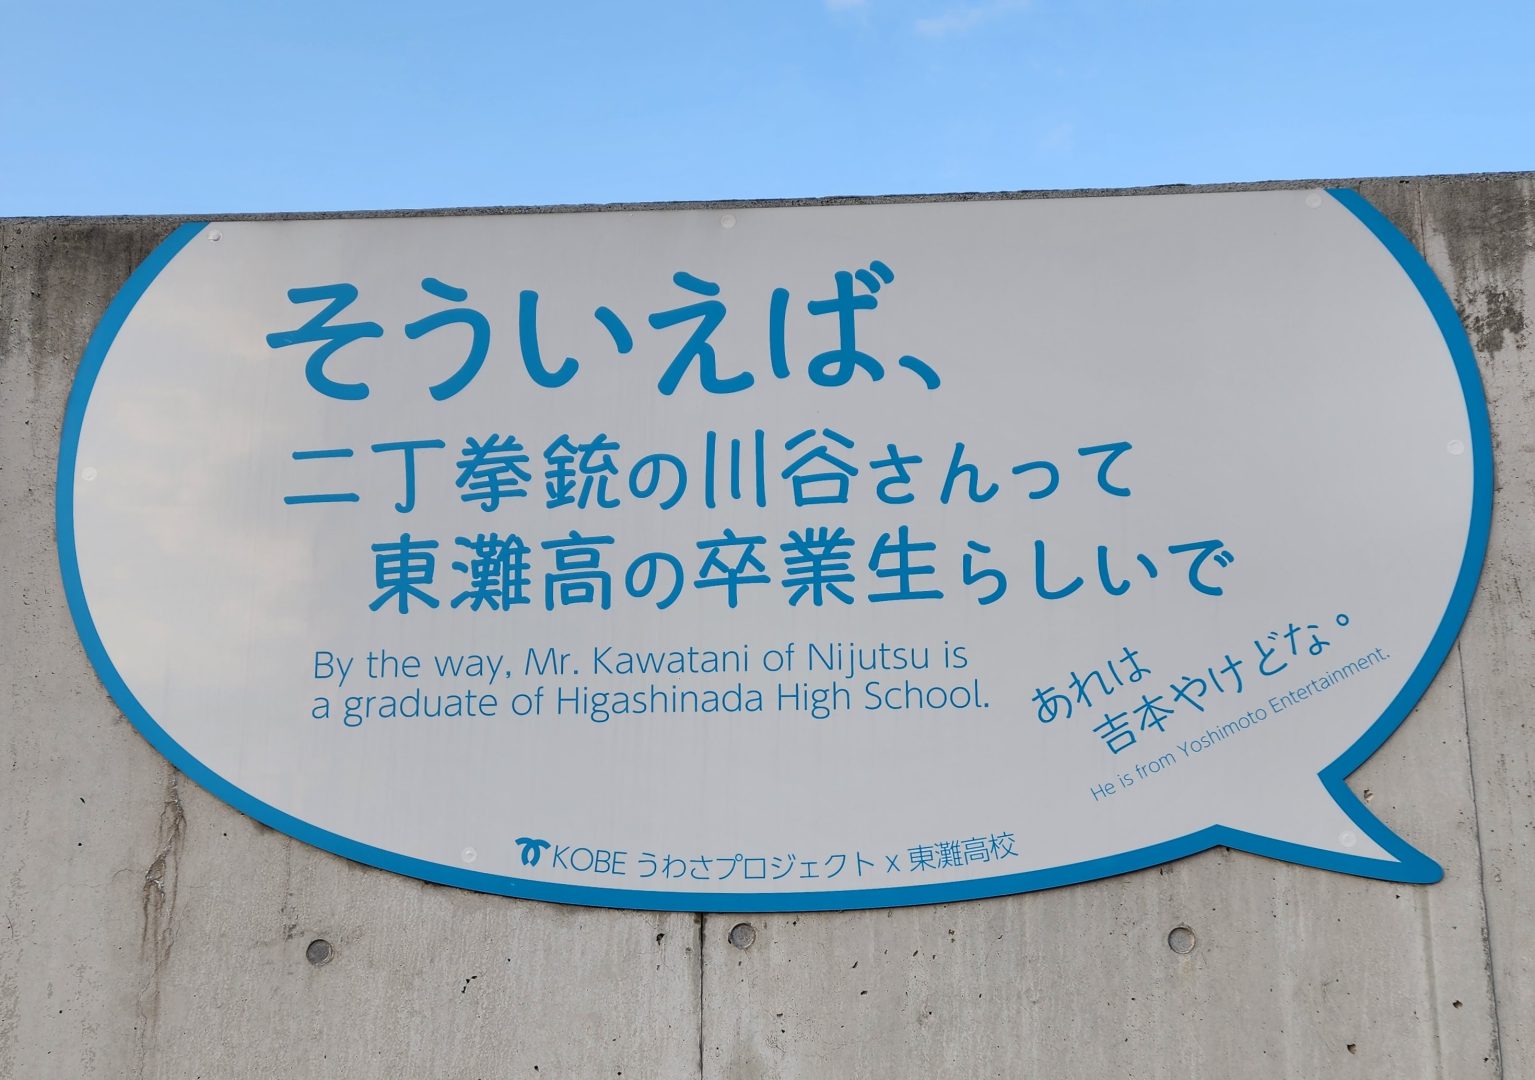 そういえば、
二丁拳銃の川谷さんって
東灘高の卒業生らしいで
By the way, Mr. Kawatani of Nijutsu is
a graduate of Higashinada High School.
あれは
吉本やけどな。
He is from Yoshimoto Entertainment.
KOBE うわさプロジェクト x 東灘高校